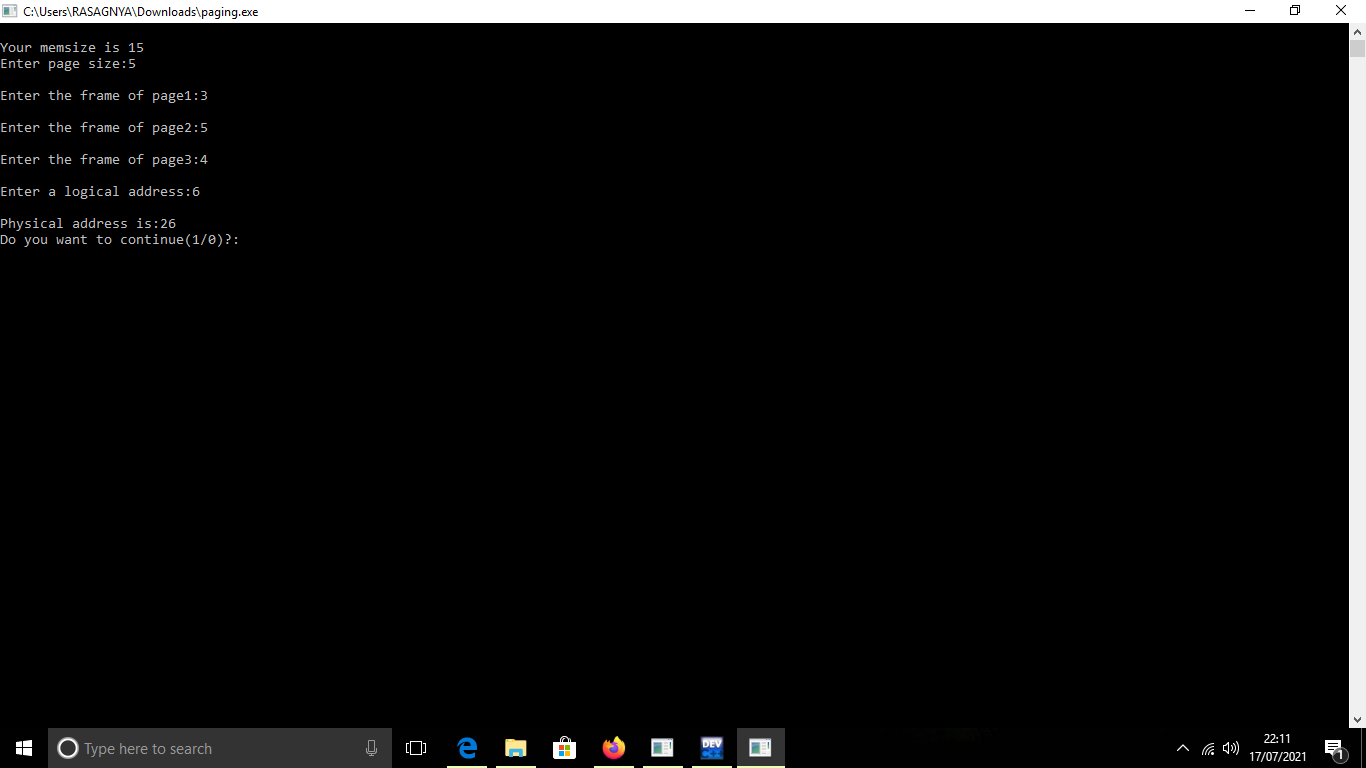 C:\Users\RASAGNYA\Downloads\paging.exe
Your memsize is 15
Enter page size:5
Enter the frame of page1:3
Enter the frame of page2:5
Enter the frame of page3:4
Enter a logical address:6
Physical address is:26
Do you want to continue(1/0)?:
Type here to search
DEV
C++
22:11
17/07/2021
1